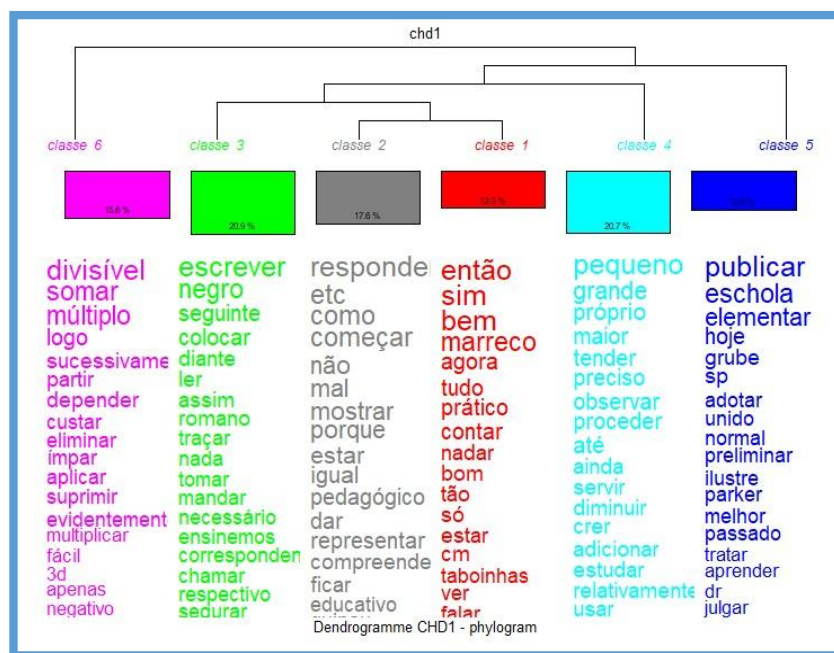 chd1
classe 6
15.6 %
divisível
somar
múltiplo
logo
sucessivame
partir
depender
custar
eliminar
ímpar
aplicar
suprimir
evidentement
multiplicar
fácil
3d
apenas
negativo
classe 3
20.9 %
escrever
negro
seguinte
colocar
diante
ler
assim
romano
traçar
nada
tomar
mandar
necessário
ensinemos
corresponden
chamar
respectivo
segurar
classe 2
17.6 %
responde
etc
como
começar
não
mal
mostrar
porque
estar
igual
pedagógico
dar
representar
compreende
ficar
educativo
classe 1
12.3 %
então
sim
bem
marreco
agora
tudo
prático
contar
nadar
bom
tão
só
estar
cm
taboinhas
ver
falar
classe 4
20.7 %
pequeno
grande
próprio
maior
tender
preciso
observar
proceder
até
ainda
servir
diminuir
crer
adicionar
estudar
relativamente
usar
classe 5
publicar
eschola
elementar
hoje
grube
sp
adotar
unido
normal
preliminar
ilustre
parker
melhor
passado
tratar
aprender
dr
julgar
Dendrogramme CHD1 - phylogram